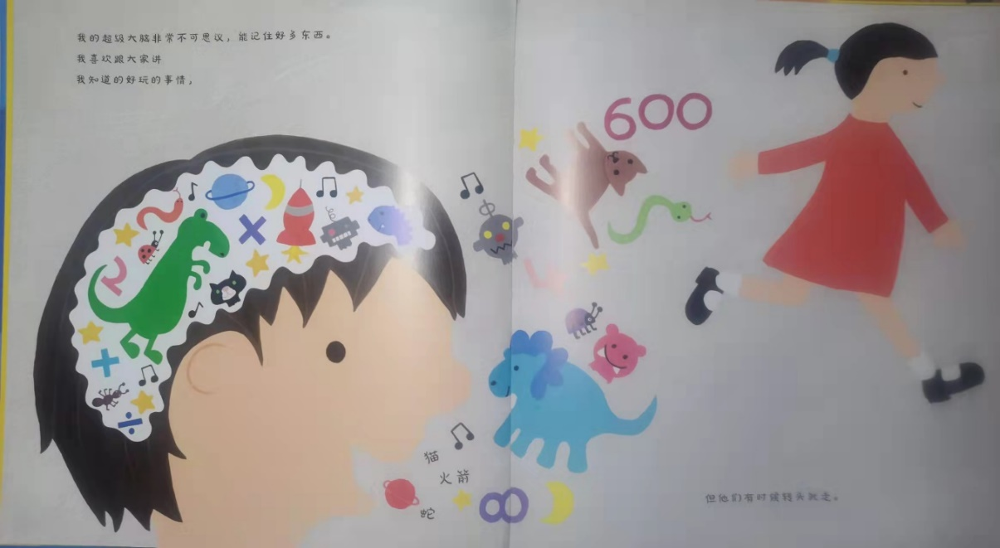 我的超级大脑非常不可思议，能记住好多东西。
我喜欢跟大家讲
我知道的好玩的事情，
600
2
猫
火箭
蛇
8
但他们有时候转头就走。